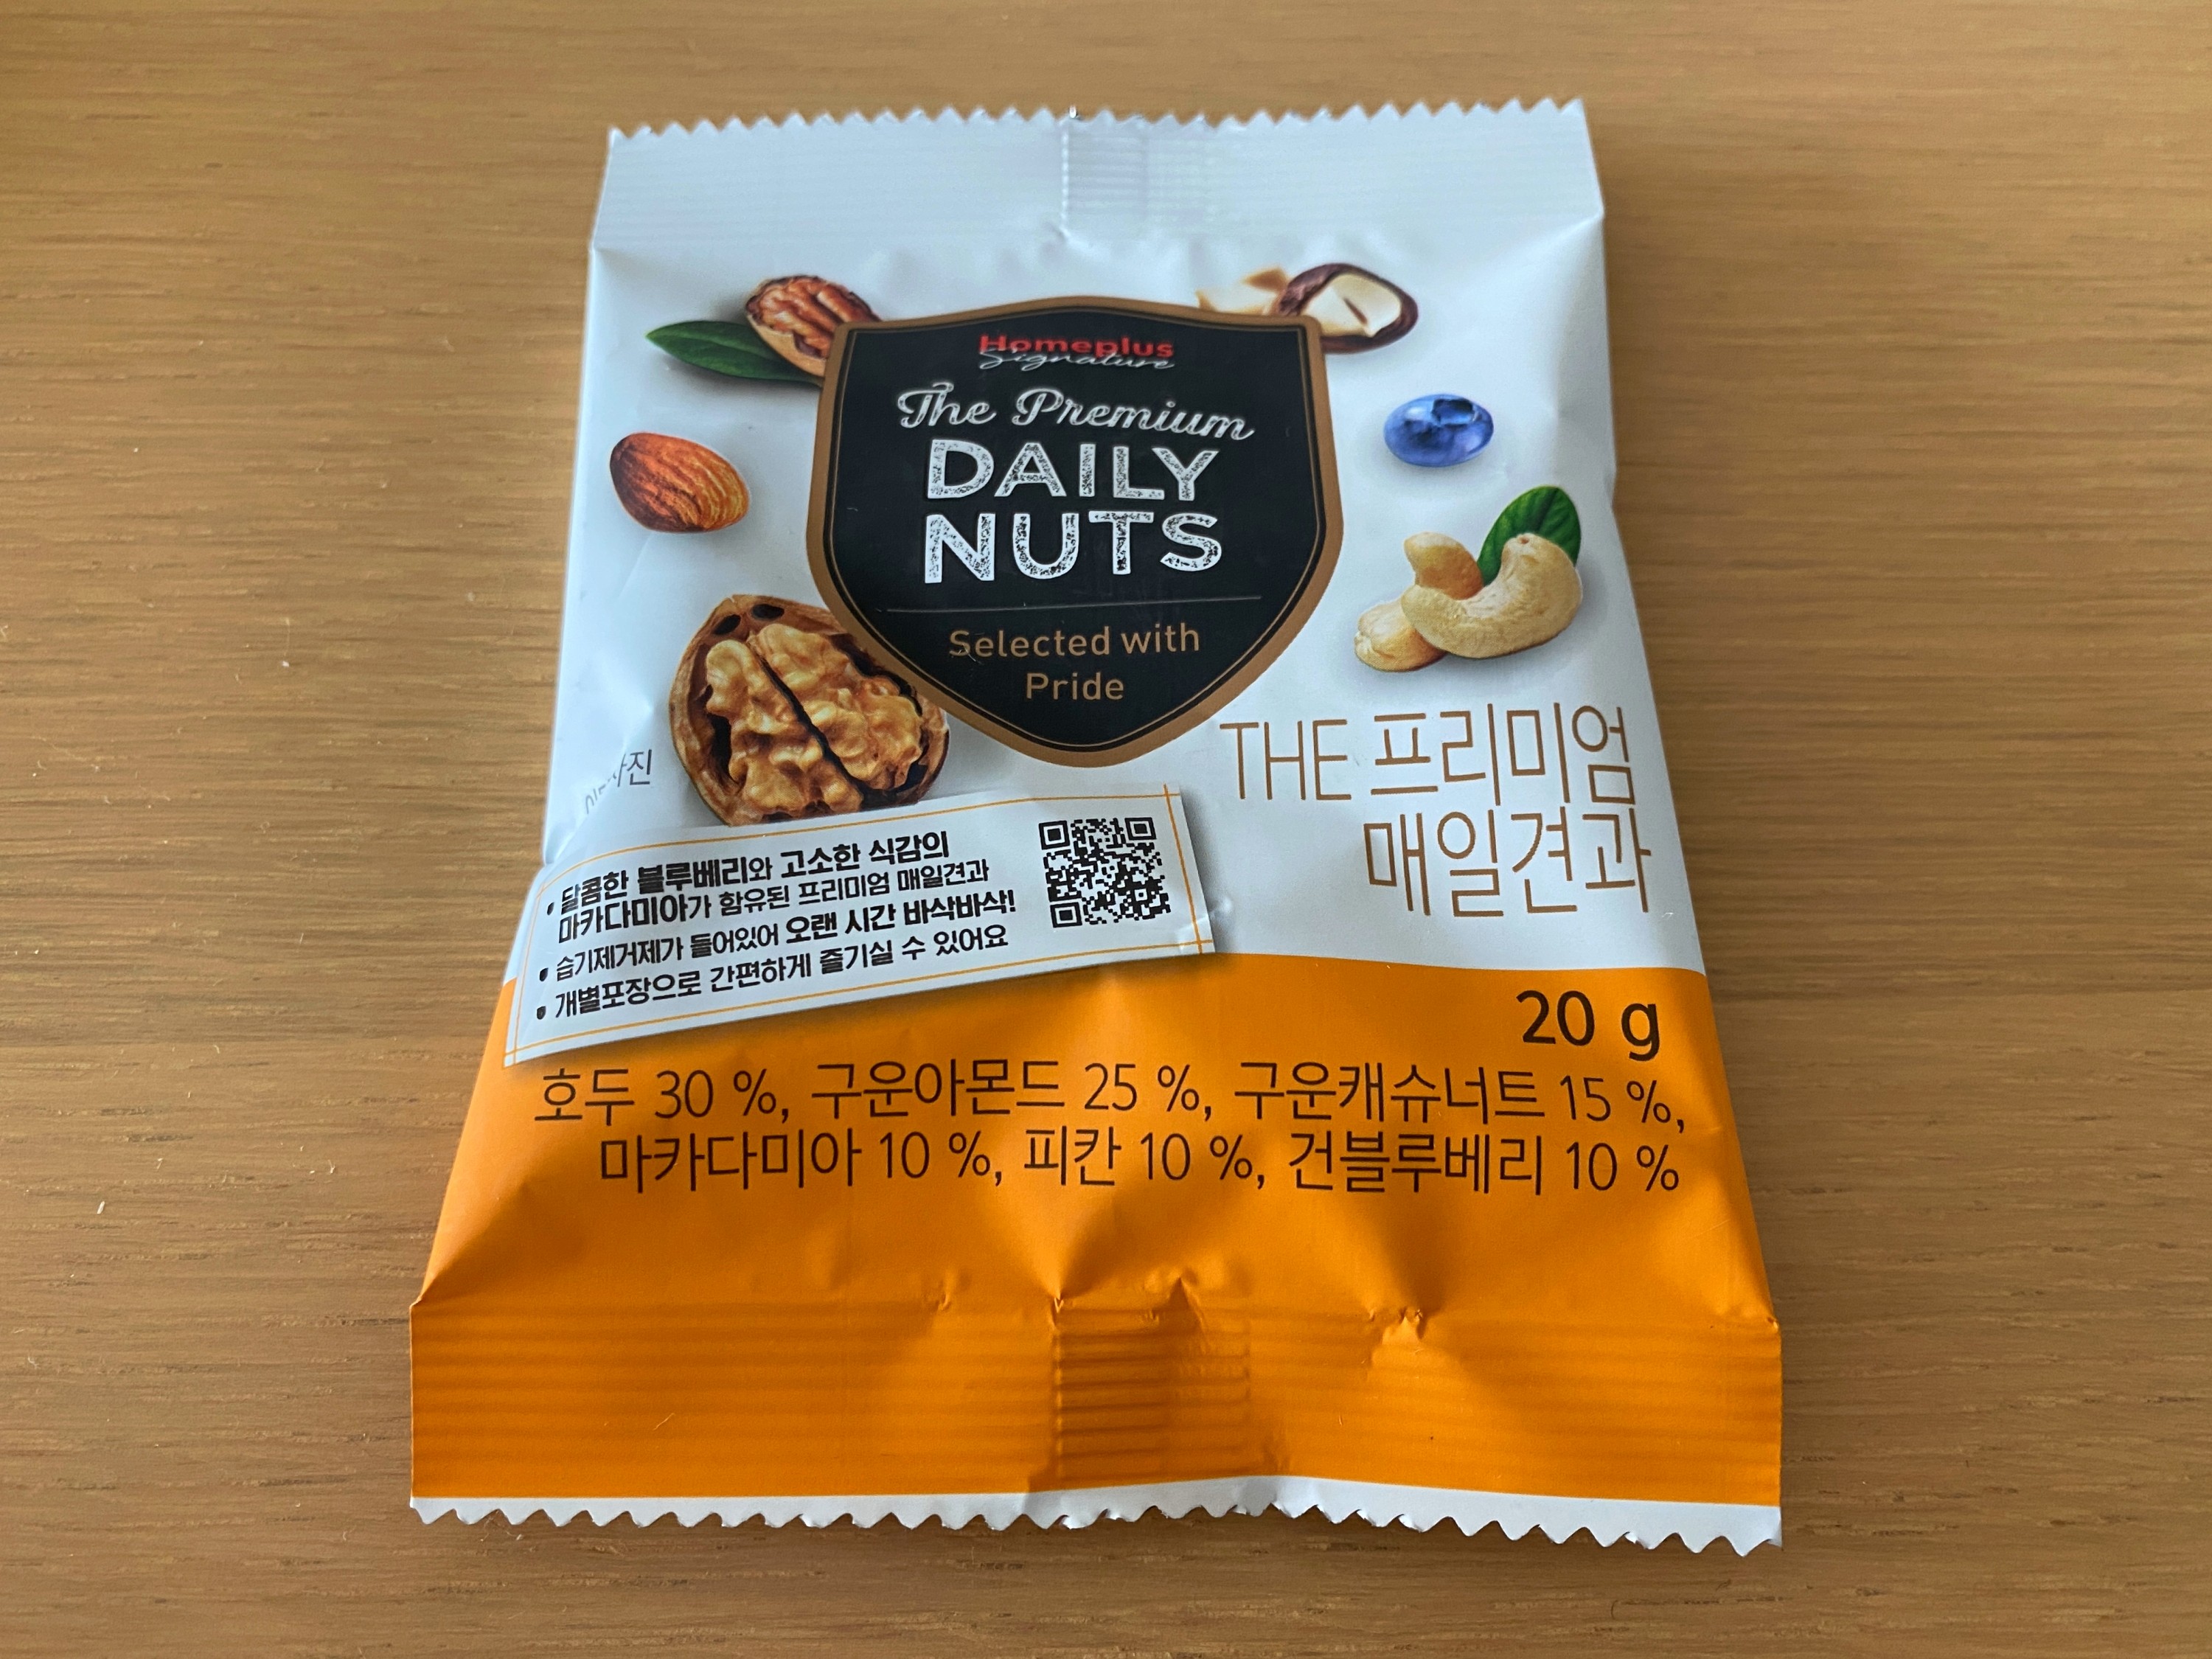 Homeplus
Signature
The Premium
DAILY
NUTS
Selected with
Pride
THE 프리미엄
매일견과
• 달콤한 블루베리와 고소한 식감의
마카다미아가 함유된 프리미엄 매일견과
• 습기제거제가 들어있어 오랜 시간 바삭바삭!
• 개별포장으로 간편하게 즐기실 수 있어요
20 g
호두 30 %, 구운아몬드 25 %, 구운캐슈너트 15 %,
마카다미아 10 %, 피칸 10 %, 건블루베리 10 %